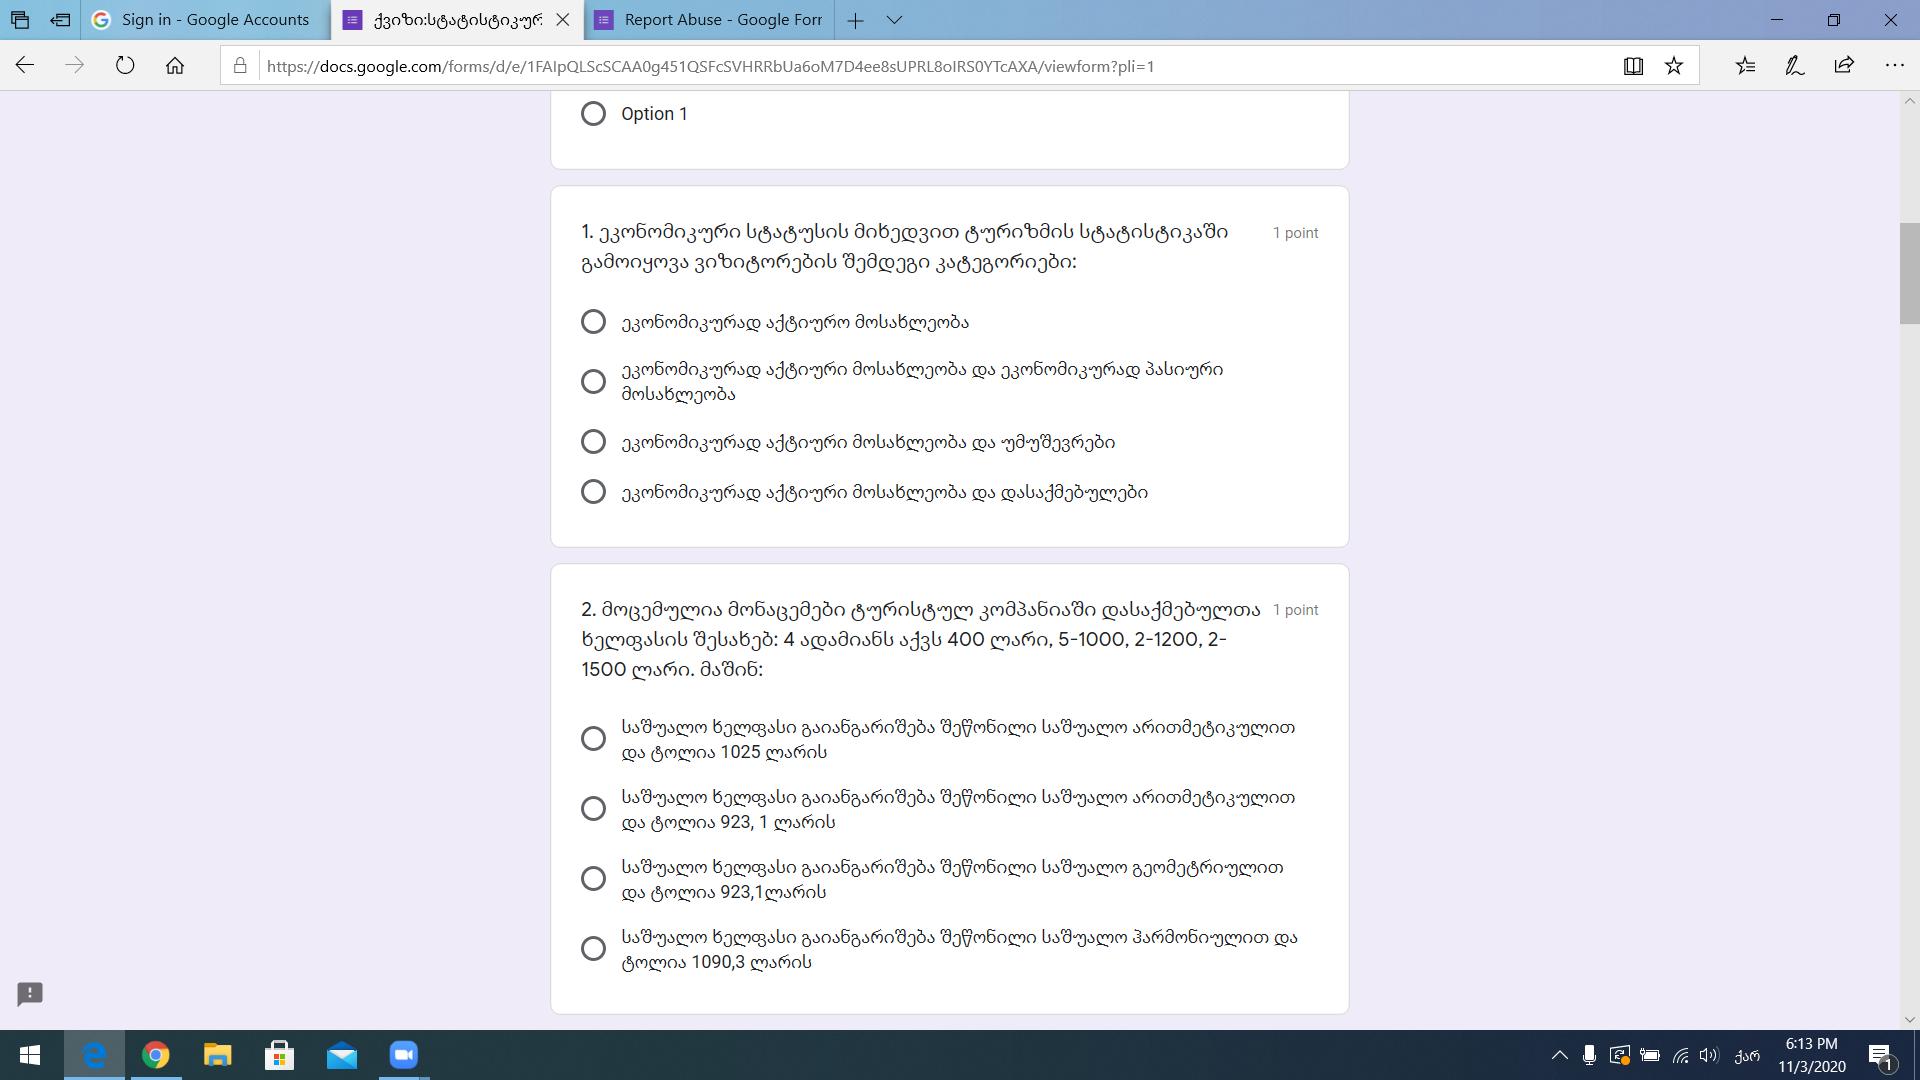 Sign in - Google Accounts
ქვიზი:სტატისტიკურ
Report Abuse - Google Forr
https://docs.google.com/forms/d/e/1FAIpQLScSCAA0g451QSFcSVHRRbUa6oM7D4ee8sUPRL8oIRS0YTcAXA/viewform?pli=1
Option 1
1. ეკონომიკური სტატუსის მიხედვით ტურიზმის სტატისტიკაში
1 point
გამოიყოვა ვიზიტორების შემდეგი კატეგორიები:
ეკონომიკურად აქტიურო მოსახლეობა
ეკონომიკურად აქტიური მოსახლეობა და ეკონომიკურად პასიური
მოსახლეობა
ეკონომიკურად აქტიური მოსახლეობა და უმუშევრები
ეკონომიკურად აქტიური მოსახლეობა და დასაქმებულები
2. მოცემულია მონაცემები ტურისტულ კომპანიაში დასაქმებულთა
1 point
ხელფასის შესახებ: 4 ადამიანს აქვს 400 ლარი, 5-1000, 2-1200, 2-
1500 ლარი. მაშინ:
საშუალო ხელფასი გაიანგარიშება შეწონილი საშუალო არითმეტიკულით
და ტოლია 1025 ლარის
საშუალო ხელფასი გაიანგარიშება შეწონილი საშუალო არითმეტიკულით
და ტოლია 923, 1 ლარის
საშუალო ხელფასი გაიანგარიშება შეწონილი საშუალო გეომეტრიულით
და ტოლია 923,1ლარის
საშუალო ხელფასი გაიანგარიშება შეწონილი საშუალო ჰარმონიულით და
ტოლია 1090,3 ლარის
ქარ
6:13 PM
11/3/2020
1